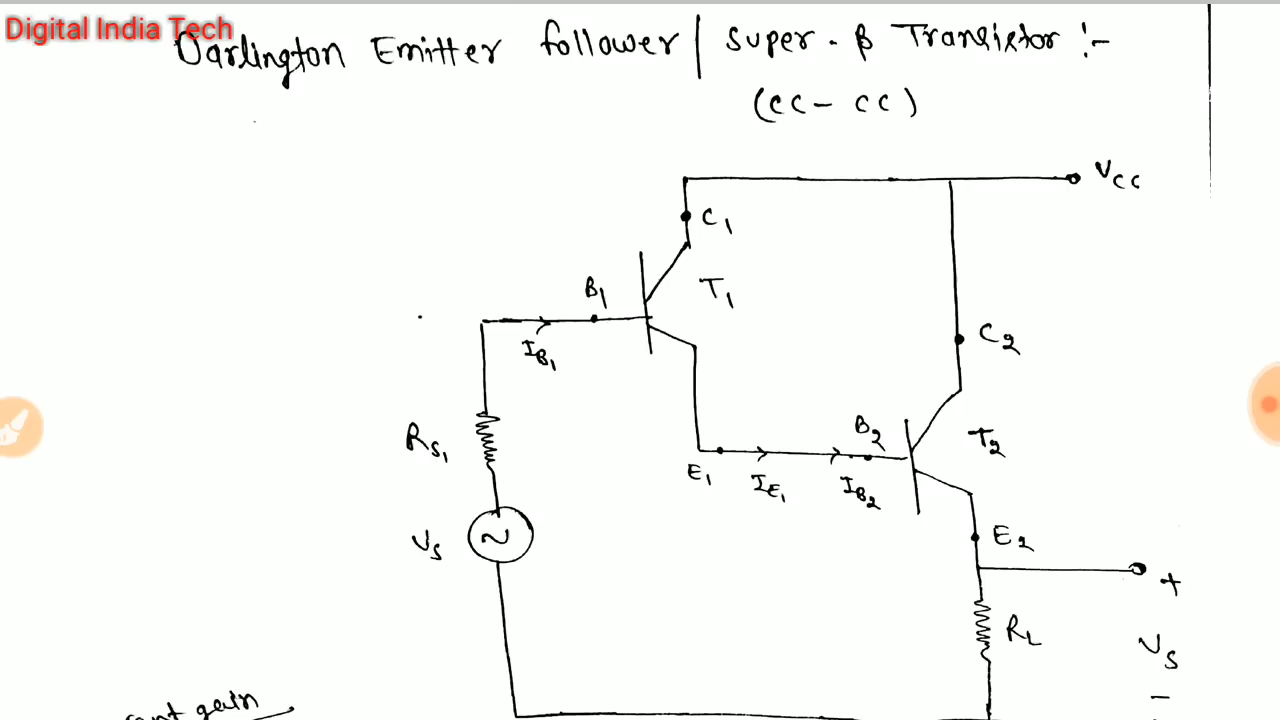 Digital India Tech
Darlington Emitter follower / super-β Transistor :-
(CC - CC)
VCC
C1
B1
T1
IB1
C2
B2
T2
RS1
E1
IE1
IB2
VS
~
E2
+
RL
VS
-
gain